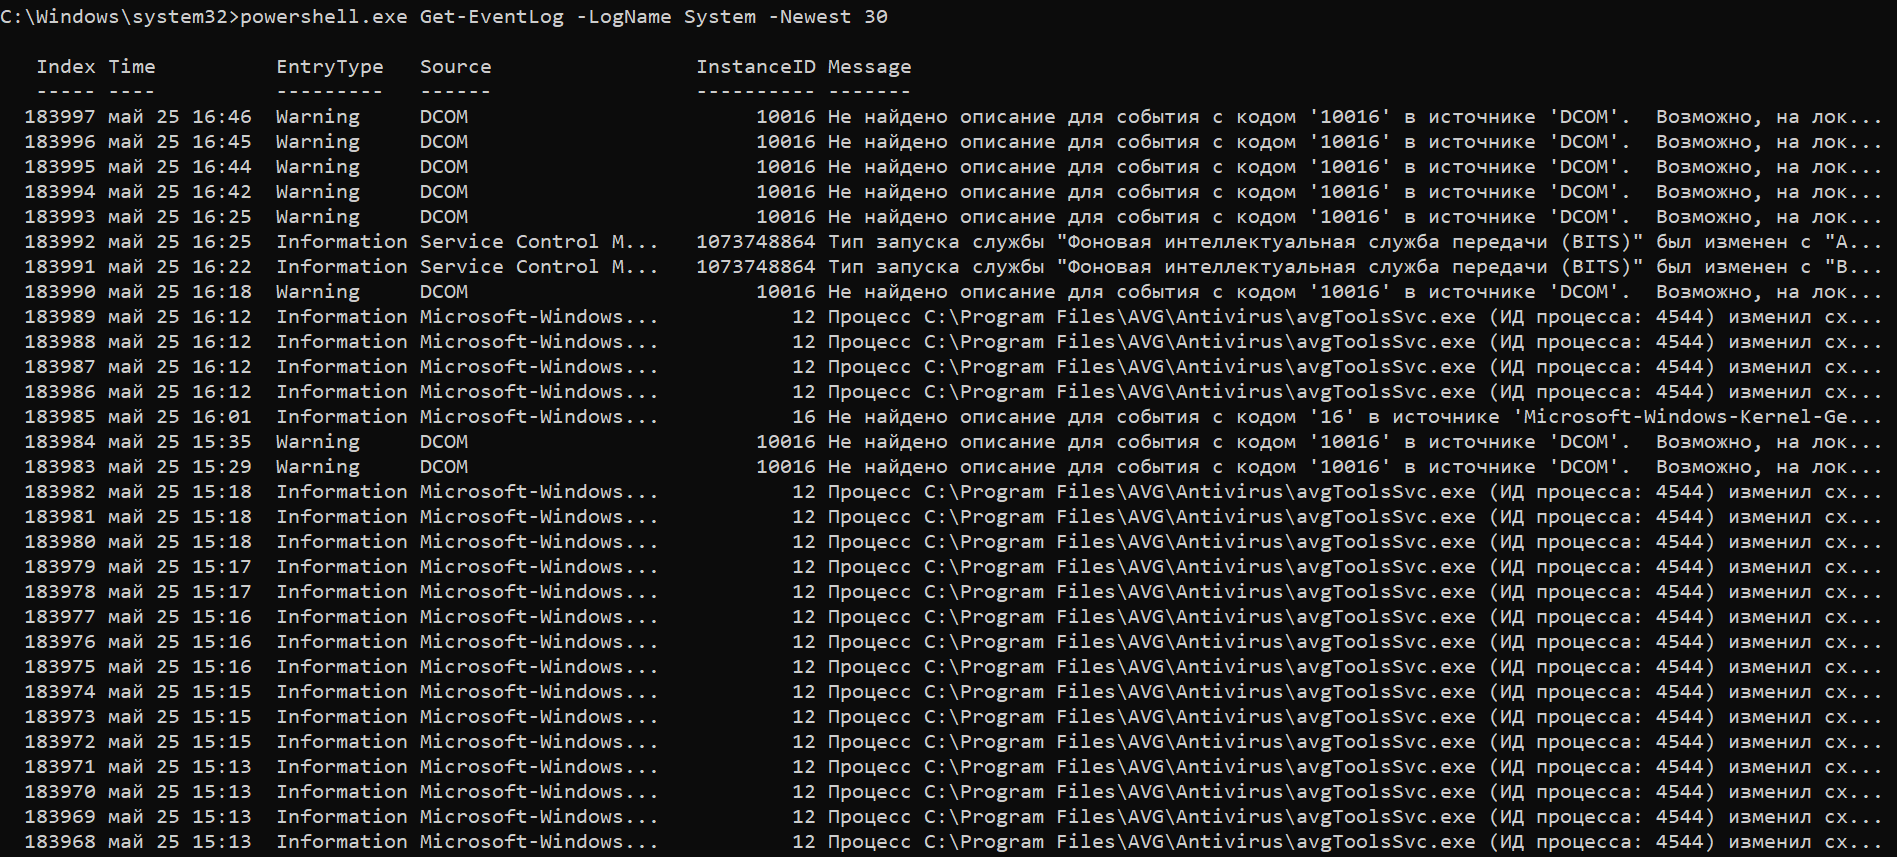 C:\Windows\system32>powershell.exe Get-EventLog -LogName System -Newest 30
Index Time EntryType Source InstanceID Message
----- ---- --------- ------ ---------- -------
183997 май 25 16:46 Warning DCOM 10016 Не найдено описание для события с кодом '10016' в источнике 'DCOM'. Возможно, на лок...
183996 май 25 16:45 Warning DCOM 10016 Не найдено описание для события с кодом '10016' в источнике 'DCOM'. Возможно, на лок...
183995 май 25 16:44 Warning DCOM 10016 Не найдено описание для события с кодом '10016' в источнике 'DCOM'. Возможно, на лок...
183994 май 25 16:42 Warning DCOM 10016 Не найдено описание для события с кодом '10016' в источнике 'DCOM'. Возможно, на лок...
183993 май 25 16:25 Warning DCOM 10016 Не найдено описание для события с кодом '10016' в источнике 'DCOM'. Возможно, на лок...
183992 май 25 16:25 Information Service Control M... 1073748864 Тип запуска службы "Фоновая интеллектуальная служба передачи (BITS)" был изменен с "А...
183991 май 25 16:22 Information Service Control M... 1073748864 Тип запуска службы "Фоновая интеллектуальная служба передачи (BITS)" был изменен с "В...
183990 май 25 16:18 Warning DCOM 10016 Не найдено описание для события с кодом '10016' в источнике 'DCOM'. Возможно, на лок...
183989 май 25 16:12 Information Microsoft-Windows... 12 Процесс C:\Program Files\AVG\Antivirus\avgToolsSvc.exe (ИД процесса: 4544) изменил сх...
183988 май 25 16:12 Information Microsoft-Windows... 12 Процесс C:\Program Files\AVG\Antivirus\avgToolsSvc.exe (ИД процесса: 4544) изменил сх...
183987 май 25 16:12 Information Microsoft-Windows... 12 Процесс C:\Program Files\AVG\Antivirus\avgToolsSvc.exe (ИД процесса: 4544) изменил сх...
183986 май 25 16:12 Information Microsoft-Windows... 12 Процесс C:\Program Files\AVG\Antivirus\avgToolsSvc.exe (ИД процесса: 4544) изменил сх...
183985 май 25 16:01 Information Microsoft-Windows... 16 Не найдено описание для события с кодом '16' в источнике 'Microsoft-Windows-Kernel-Ge...
183984 май 25 15:35 Warning DCOM 10016 Не найдено описание для события с кодом '10016' в источнике 'DCOM'. Возможно, на лок...
183983 май 25 15:29 Warning DCOM 10016 Не найдено описание для события с кодом '10016' в источнике 'DCOM'. Возможно, на лок...
183982 май 25 15:18 Information Microsoft-Windows... 12 Процесс C:\Program Files\AVG\Antivirus\avgToolsSvc.exe (ИД процесса: 4544) изменил сх...
183981 май 25 15:18 Information Microsoft-Windows... 12 Процесс C:\Program Files\AVG\Antivirus\avgToolsSvc.exe (ИД процесса: 4544) изменил сх...
183980 май 25 15:18 Information Microsoft-Windows... 12 Процесс C:\Program Files\AVG\Antivirus\avgToolsSvc.exe (ИД процесса: 4544) изменил сх...
183979 май 25 15:17 Information Microsoft-Windows... 12 Процесс C:\Program Files\AVG\Antivirus\avgToolsSvc.exe (ИД процесса: 4544) изменил сх...
183978 май 25 15:17 Information Microsoft-Windows... 12 Процесс C:\Program Files\AVG\Antivirus\avgToolsSvc.exe (ИД процесса: 4544) изменил сх...
183977 май 25 15:16 Information Microsoft-Windows... 12 Процесс C:\Program Files\AVG\Antivirus\avgToolsSvc.exe (ИД процесса: 4544) изменил сх...
183976 май 25 15:16 Information Microsoft-Windows... 12 Процесс C:\Program Files\AVG\Antivirus\avgToolsSvc.exe (ИД процесса: 4544) изменил сх...
183975 май 25 15:16 Information Microsoft-Windows... 12 Процесс C:\Program Files\AVG\Antivirus\avgToolsSvc.exe (ИД процесса: 4544) изменил сх...
183974 май 25 15:15 Information Microsoft-Windows... 12 Процесс C:\Program Files\AVG\Antivirus\avgToolsSvc.exe (ИД процесса: 4544) изменил сх...
183973 май 25 15:15 Information Microsoft-Windows... 12 Процесс C:\Program Files\AVG\Antivirus\avgToolsSvc.exe (ИД процесса: 4544) изменил сх...
183972 май 25 15:15 Information Microsoft-Windows... 12 Процесс C:\Program Files\AVG\Antivirus\avgToolsSvc.exe (ИД процесса: 4544) изменил сх...
183971 май 25 15:13 Information Microsoft-Windows... 12 Процесс C:\Program Files\AVG\Antivirus\avgToolsSvc.exe (ИД процесса: 4544) изменил сх...
183970 май 25 15:13 Information Microsoft-Windows... 12 Процесс C:\Program Files\AVG\Antivirus\avgToolsSvc.exe (ИД процесса: 4544) изменил сх...
183969 май 25 15:13 Information Microsoft-Windows... 12 Процесс C:\Program Files\AVG\Antivirus\avgToolsSvc.exe (ИД процесса: 4544) изменил сх...
183968 май 25 15:13 Information Microsoft-Windows... 12 Процесс C:\Program Files\AVG\Antivirus\avgToolsSvc.exe (ИД процесса: 4544) изменил сх...